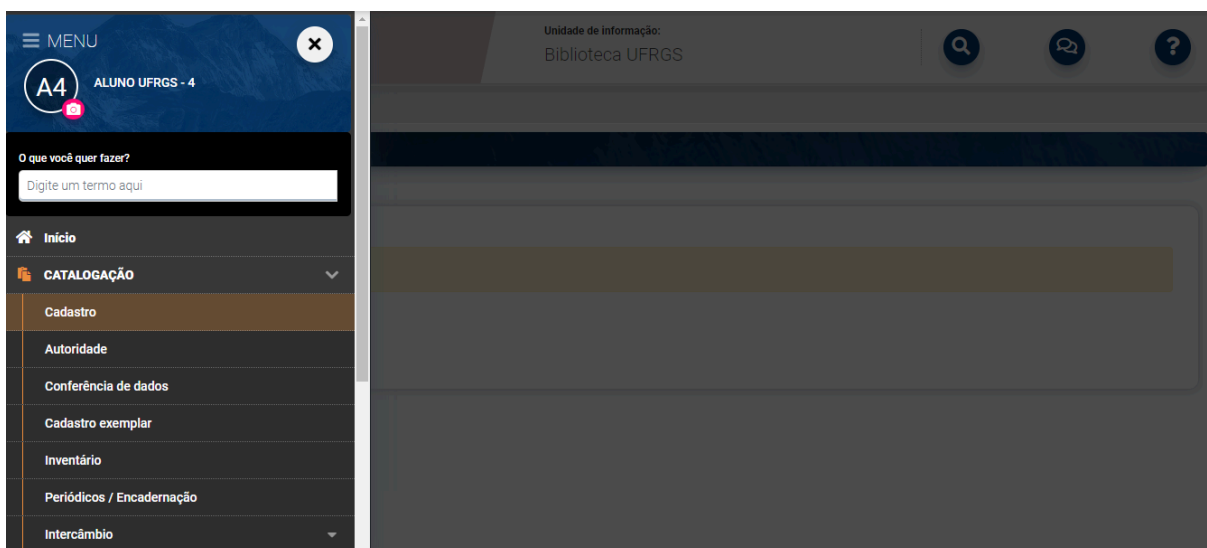 MENU
A4
ALUNO UFRGS - 4
O que você quer fazer?
Digite um termo aqui
Início
CATALOGAÇÃO
Cadastro
Autoridade
Conferência de dados
Cadastro exemplar
Inventário
Periódicos / Encadernação
Intercâmbio
Unidade de informação:
Biblioteca UFRGS
?